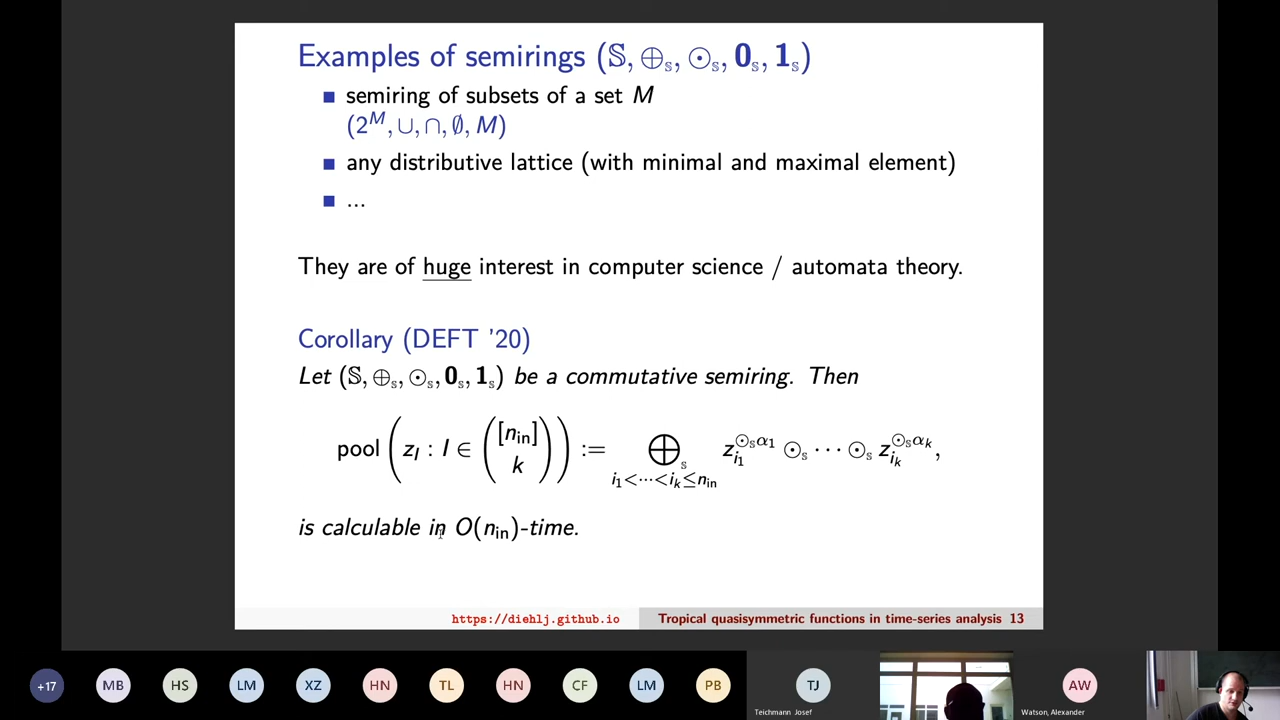 Examples of semirings (𝕊, ⊕ₛ, ⊙ₛ, 𝟎ₛ, 𝟏ₛ)
semiring of subsets of a set M
(2^M, ∪, ∩, ∅, M)
any distributive lattice (with minimal and maximal element)
...
They are of huge interest in computer science / automata theory.
Corollary (DEFT '20)
Let (𝕊, ⊕ₛ, ⊙ₛ, 𝟎ₛ, 𝟏ₛ) be a commutative semiring. Then
pool (z_I : I ∈ ([n_in] k)) := ⊕ₛ_{i_1<···<i_k≤n_in} z_{i_1}^{⊙ₛα_1} ⊙ₛ ··· ⊙ₛ z_{i_k}^{⊙ₛα_k},
is calculable in O(n_in)-time.
https://diehlj.github.io Tropical quasisymmetric functions in time-series analysis 13
+17 MB HS LM XZ HN TL HN CF LM PB TJ AW
Teichmann Josef Watson, Alexander